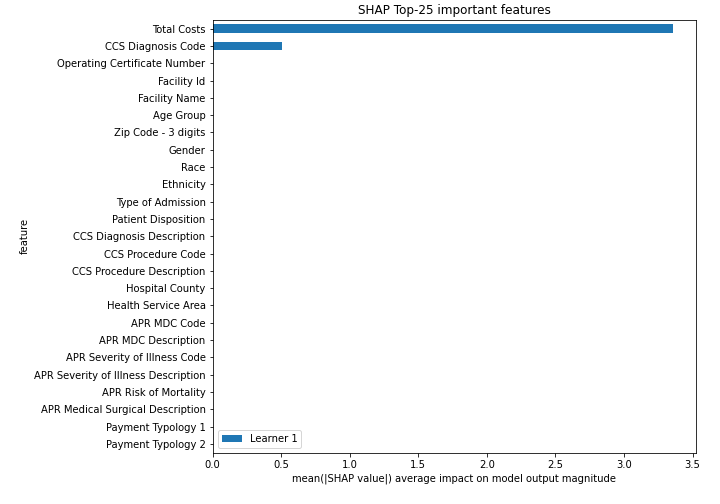 SHAP Top-25 important features
Total Costs
CCS Diagnosis Code
Operating Certificate Number
Facility Id
Facility Name
Age Group
Zip Code - 3 digits
Gender
Race
Ethnicity
Type of Admission
Patient Disposition
CCS Diagnosis Description
CCS Procedure Code
CCS Procedure Description
Hospital County
Health Service Area
APR MDC Code
APR MDC Description
APR Severity of Illness Code
APR Severity of Illness Description
APR Risk of Mortality
APR Medical Surgical Description
Payment Typology 1
Payment Typology 2
feature
Learner 1
0.0 0.5 1.0 1.5 2.0 2.5 3.0 3.5
mean(|SHAP value|) average impact on model output magnitude